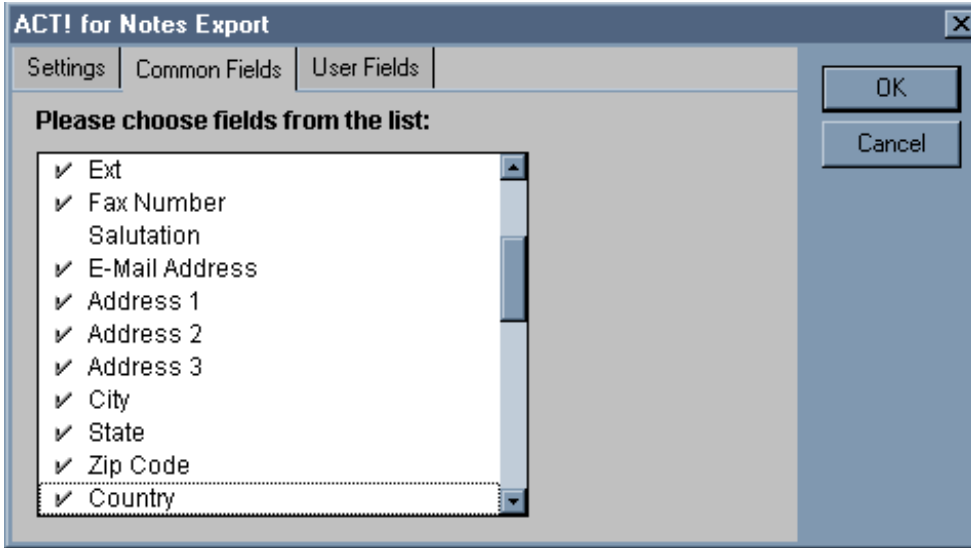 ACT! for Notes Export
Settings Common Fields User Fields
OK
Please choose fields from the list:
Cancel
Ext
Fax Number
Salutation
E-Mail Address
Address 1
Address 2
Address 3
City
State
Zip Code
Country